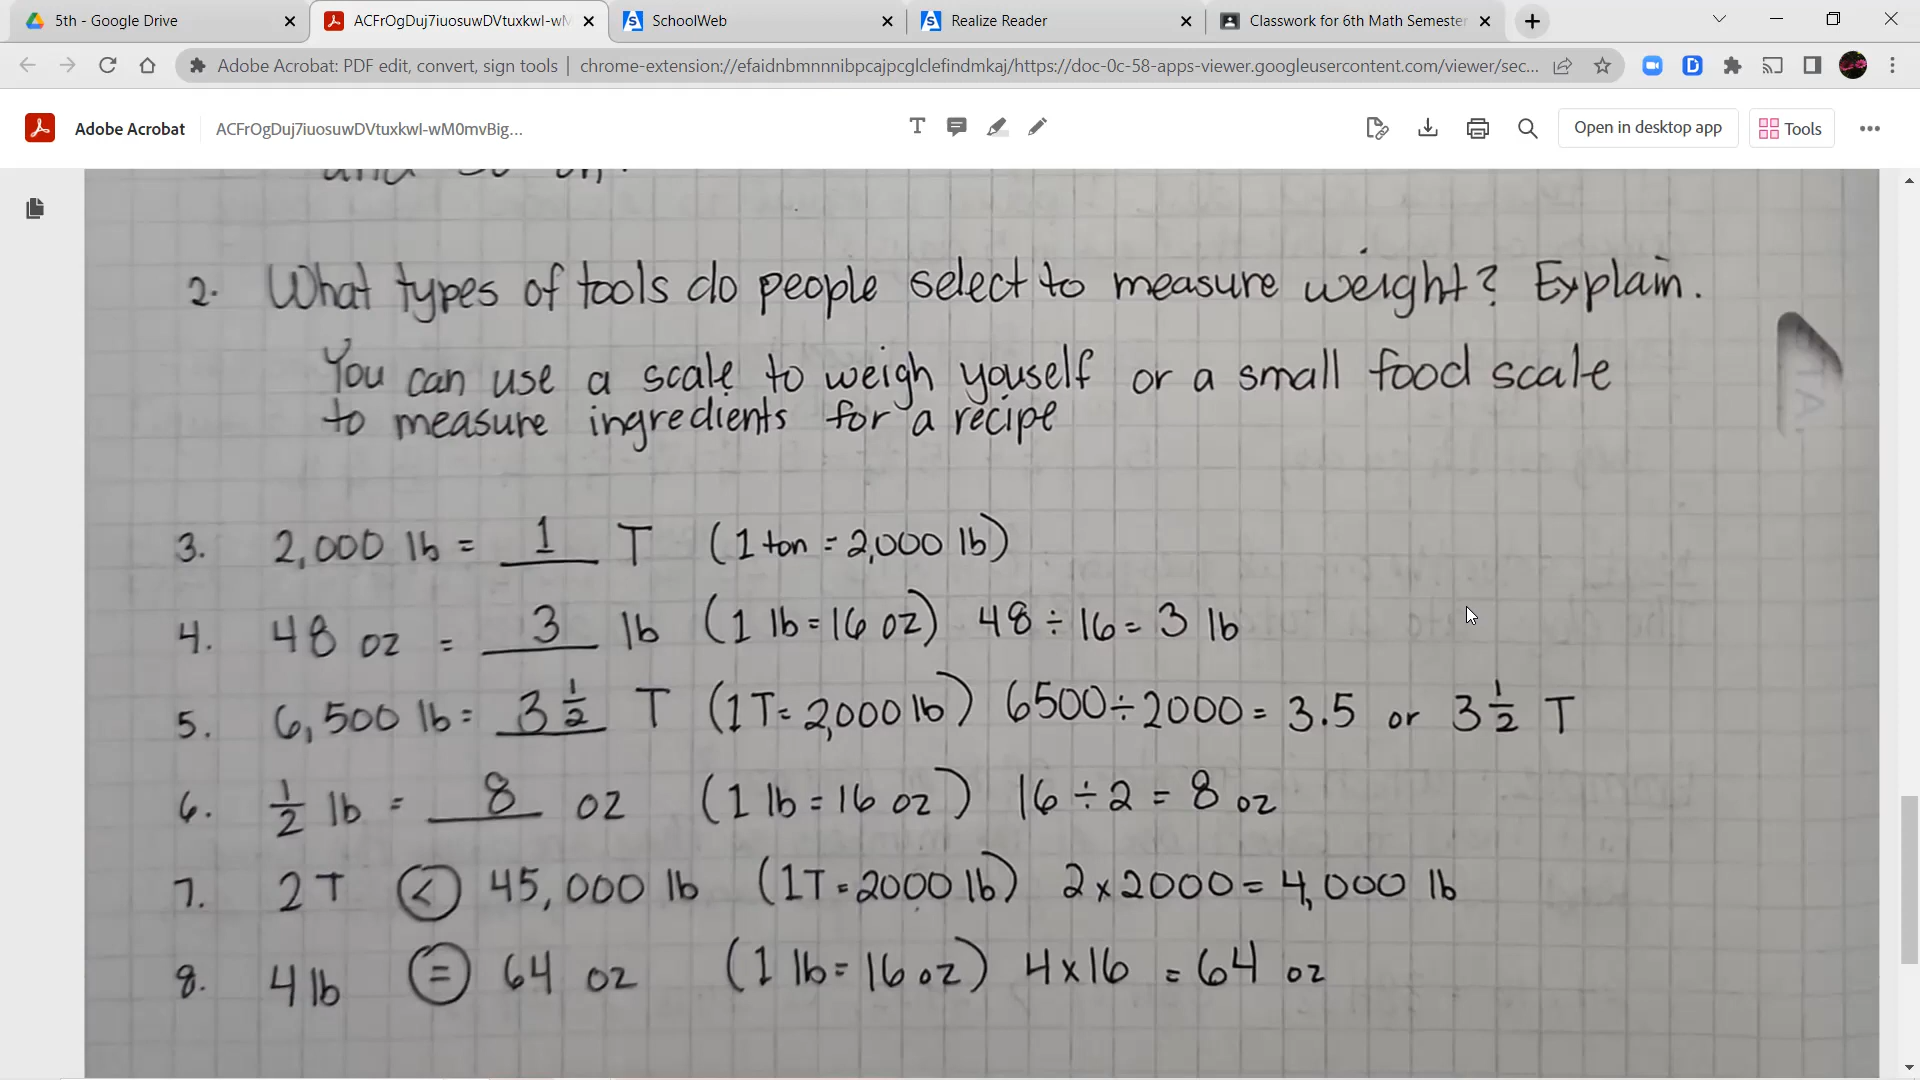 5th - Google Drive
ACFrOgDuj7iuosuwDVtuxkwl-wM
SchoolWeb
Realize Reader
Classwork for 6th Math Semester
Adobe Acrobat: PDF edit, convert, sign tools | chrome-extension://efaidnbmnnnibpcajpcglclefindmkaj/https://doc-0c-58-apps-viewer.googleusercontent.com/viewer/sec...
Adobe Acrobat
ACFrOgDuj7iuosuwDVtuxkwl-wM0mvBig...
Open in desktop app
Tools
and so on.
2. What types of tools do people select to measure weight? Explain.
You can use a scale to weigh youself or a small food scale
to measure ingredients for a recipe
3. 2,000 lb = 1 T (1 ton = 2,000 lb)
4. 48 oz = 3 lb (1 lb = 16 oz) 48 ÷ 16 = 3 lb
5. 6,500 lb = 3 1/2 T (1T = 2,000 lb) 6500 ÷ 2000 = 3.5 or 3 1/2 T
6. 1/2 lb = 8 oz (1 lb = 16 oz) 16 ÷ 2 = 8 oz
7. 2 T < 45,000 lb (1T = 2000 lb) 2 x 2000 = 4,000 lb
8. 4 lb = 64 oz (1 lb = 16 oz) 4 x 16 = 64 oz